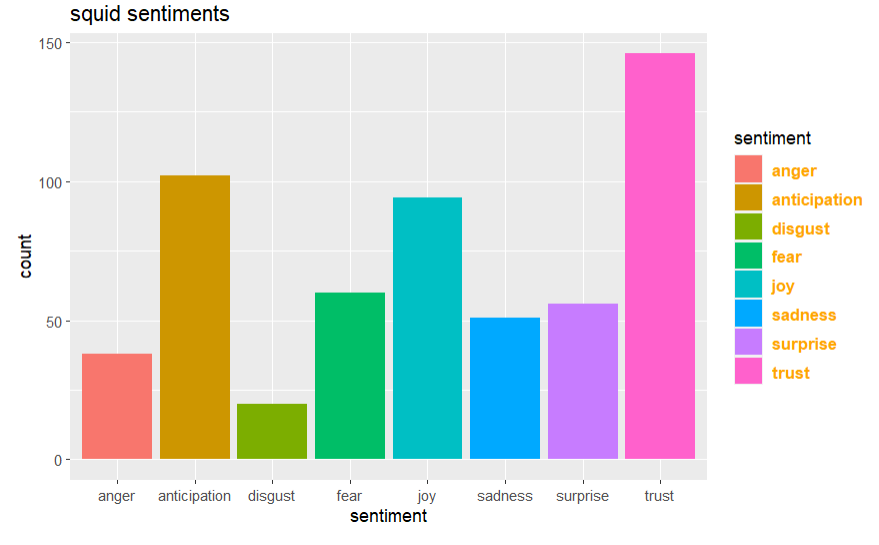 squid sentiments
150
100
50
0
count
anger anticipation disgust fear joy sadness surprise trust
sentiment
sentiment
anger
anticipation
disgust
fear
joy
sadness
surprise
trust